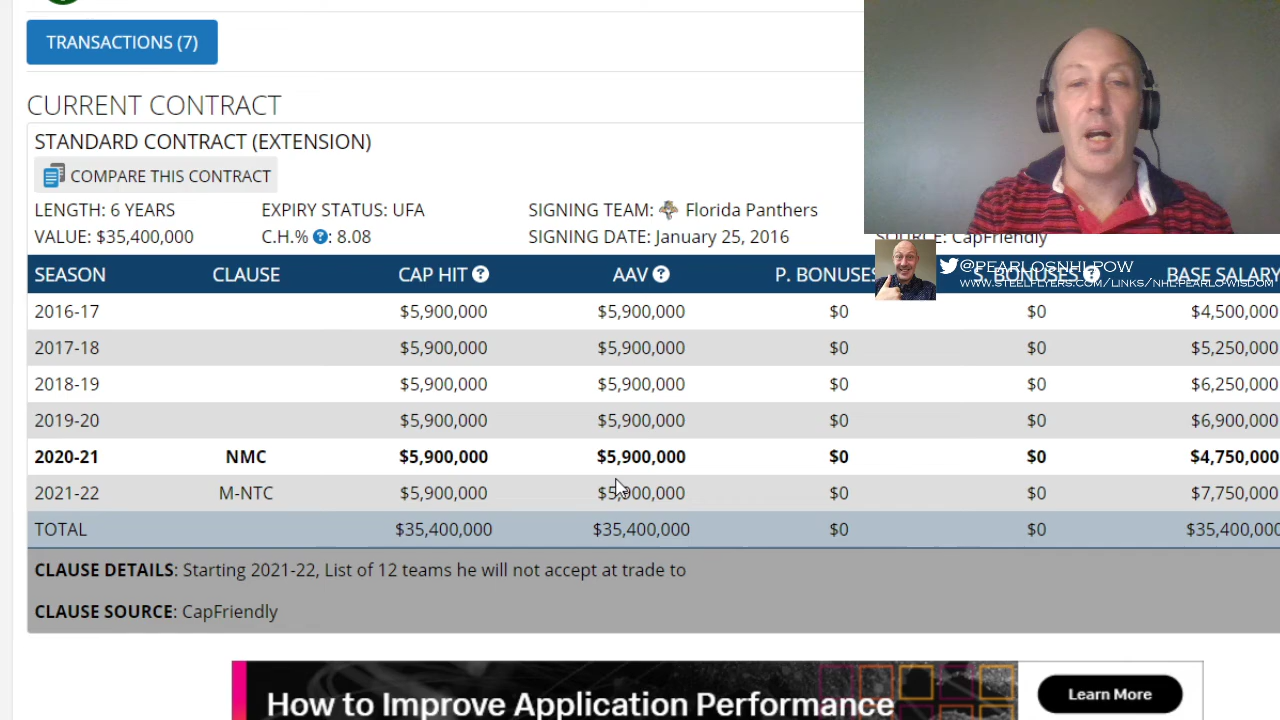 TRANSACTIONS (7)
CURRENT CONTRACT
STANDARD CONTRACT (EXTENSION)
COMPARE THIS CONTRACT
LENGTH: 6 YEARS EXPIRY STATUS: UFA SIGNING TEAM: Florida Panthers
VALUE: $35,400,000 C.H.% ?: 8.08 SIGNING DATE: January 25, 2016 SOURCE: CapFriendly
@PEARLOSNHLPOW
WWW.STEELFLYERS.COM/LINKS/NHL-PEARLO-WISDOM
SEASON CLAUSE CAP HIT ? AAV ? P. BONUSES S. BONUSES ? BASE SALARY
2016-17 $5,900,000 $5,900,000 $0 $0 $4,500,000
2017-18 $5,900,000 $5,900,000 $0 $0 $5,250,000
2018-19 $5,900,000 $5,900,000 $0 $0 $6,250,000
2019-20 $5,900,000 $5,900,000 $0 $0 $6,900,000
2020-21 NMC $5,900,000 $5,900,000 $0 $0 $4,750,000
2021-22 M-NTC $5,900,000 $5,900,000 $0 $0 $7,750,000
TOTAL $35,400,000 $35,400,000 $0 $0 $35,400,000
CLAUSE DETAILS: Starting 2021-22, List of 12 teams he will not accept at trade to
CLAUSE SOURCE: CapFriendly
How to Improve Application Performance
Learn More